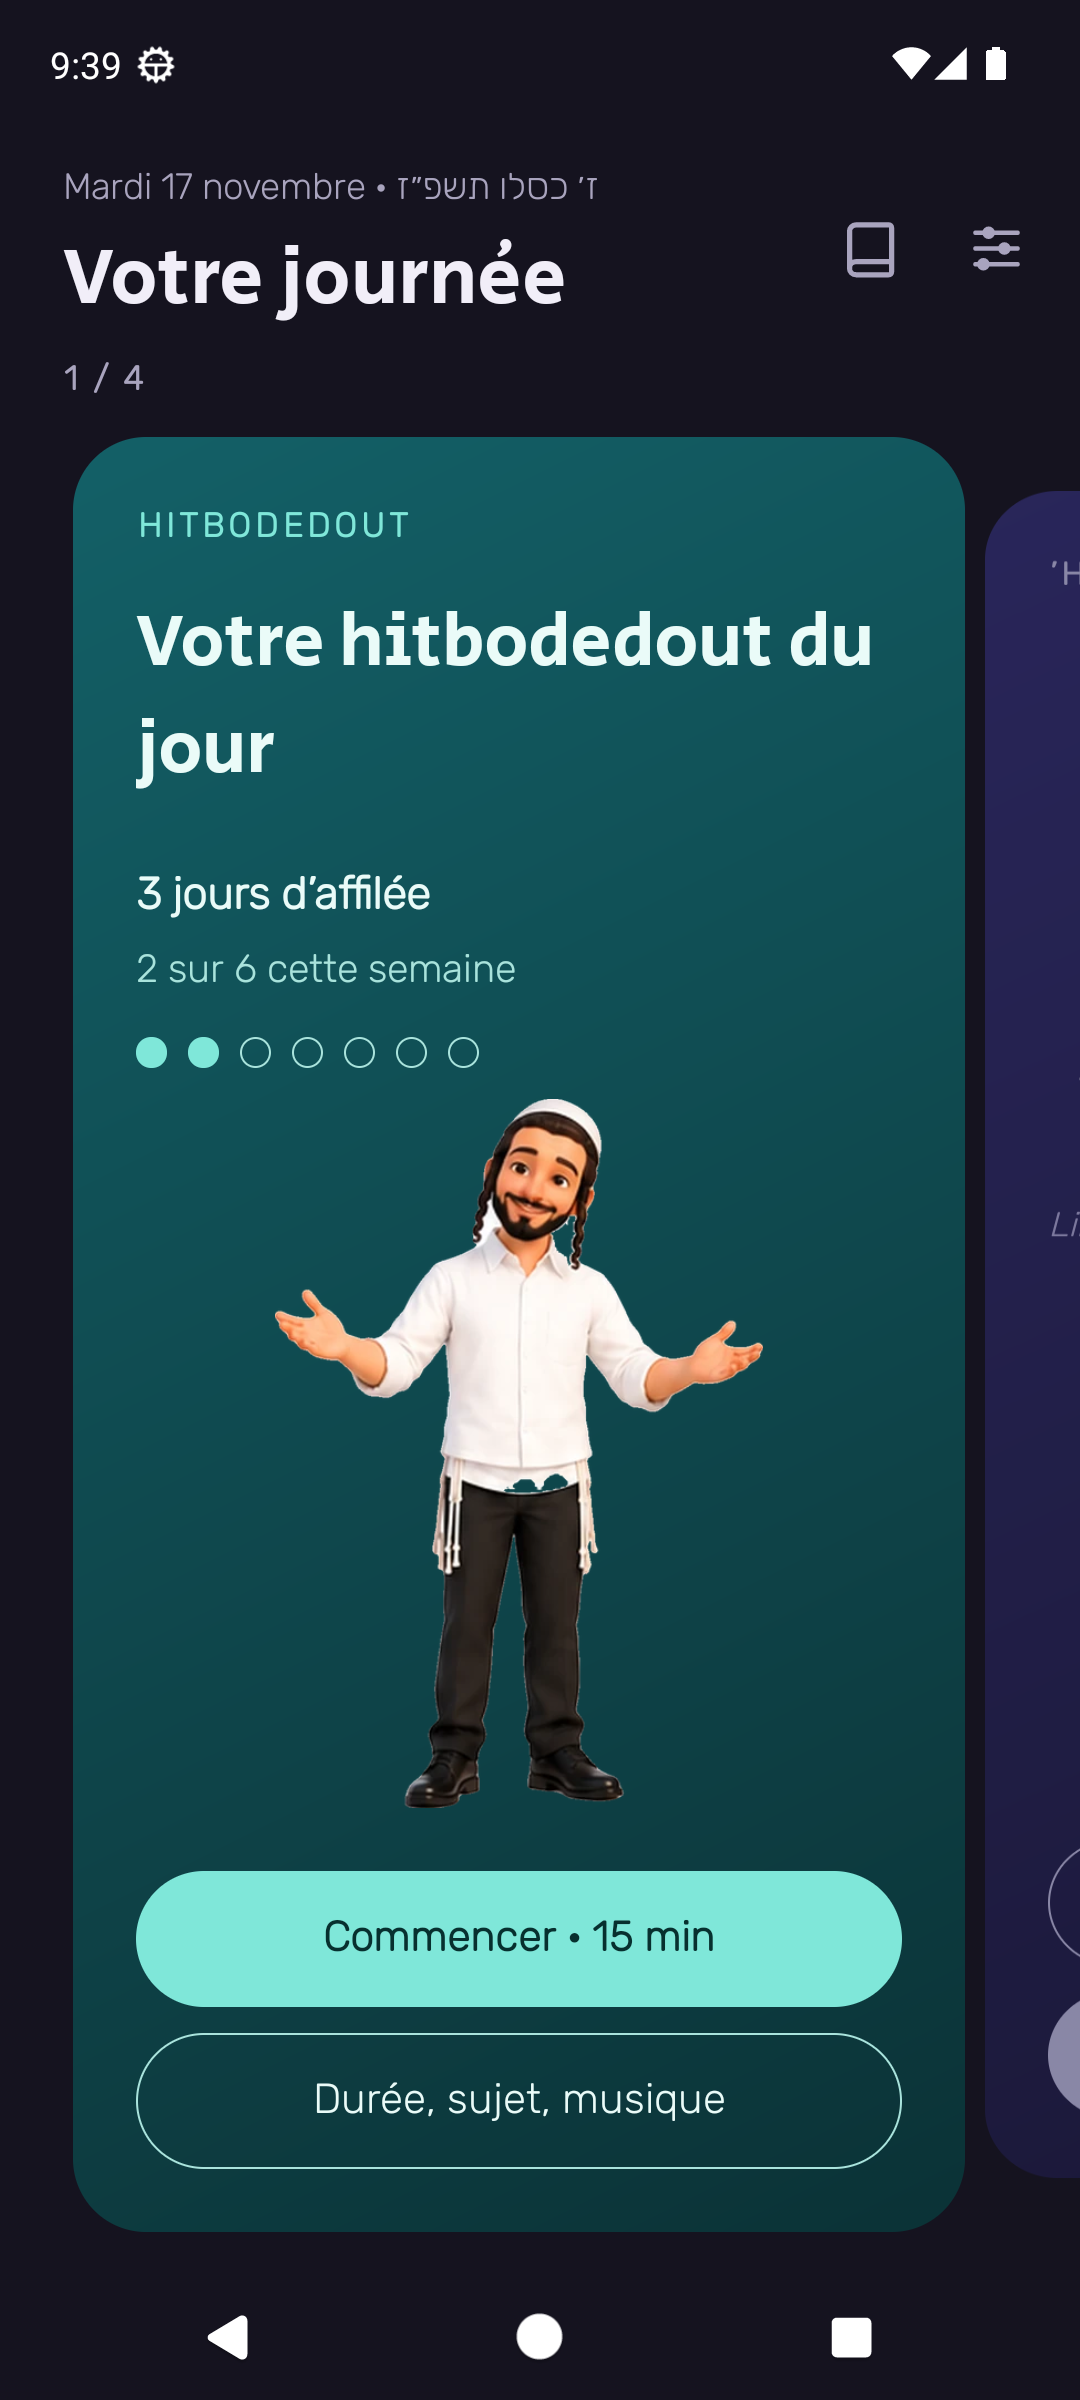 9:39
Mardi 17 novembre • ז׳ כסלו תשפ״ז
Votre journée
1 / 4
HITBODEDOUT
Votre hitbodedout du
jour
3 jours d’affilée
2 sur 6 cette semaine
Commencer • 15 min
Durée, sujet, musique